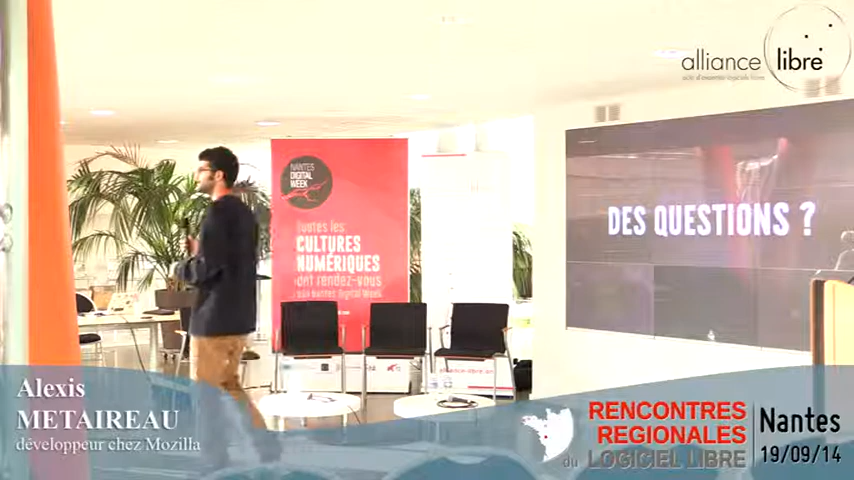 alliance libre
NANTES
DIGITAL
WEEK
Toutes les
CULTURES
NUMÉRIQUES
ont rendez-vous
DES QUESTIONS ?
Alexis
METAIREAU
développeur chez Mozilla
RENCONTRES
REGIONALES
du LOGICIEL LIBRE
Nantes
19/09/14